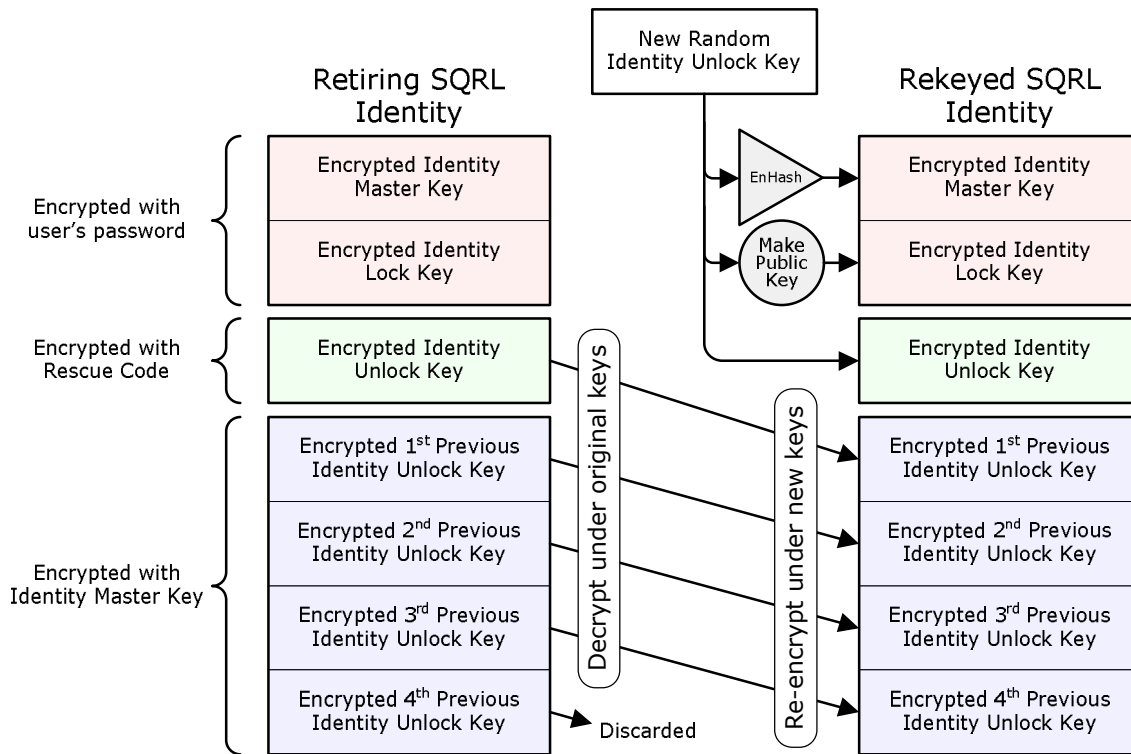 New Random
Identity Unlock Key
Retiring SQRL
Identity
Rekeyed SQRL
Identity
Encrypted with
user’s password
Encrypted Identity
Master Key
Encrypted Identity
Lock Key
EnHash
Make
Public
Key
Encrypted Identity
Master Key
Encrypted Identity
Lock Key
Encrypted with
Rescue Code
Encrypted Identity
Unlock Key
Encrypted Identity
Unlock Key
Decrypt under original keys
Re-encrypt under new keys
Encrypted with
Identity Master Key
Encrypted 1st Previous
Identity Unlock Key
Encrypted 2nd Previous
Identity Unlock Key
Encrypted 3rd Previous
Identity Unlock Key
Encrypted 4th Previous
Identity Unlock Key
Discarded
Encrypted 1st Previous
Identity Unlock Key
Encrypted 2nd Previous
Identity Unlock Key
Encrypted 3rd Previous
Identity Unlock Key
Encrypted 4th Previous
Identity Unlock Key